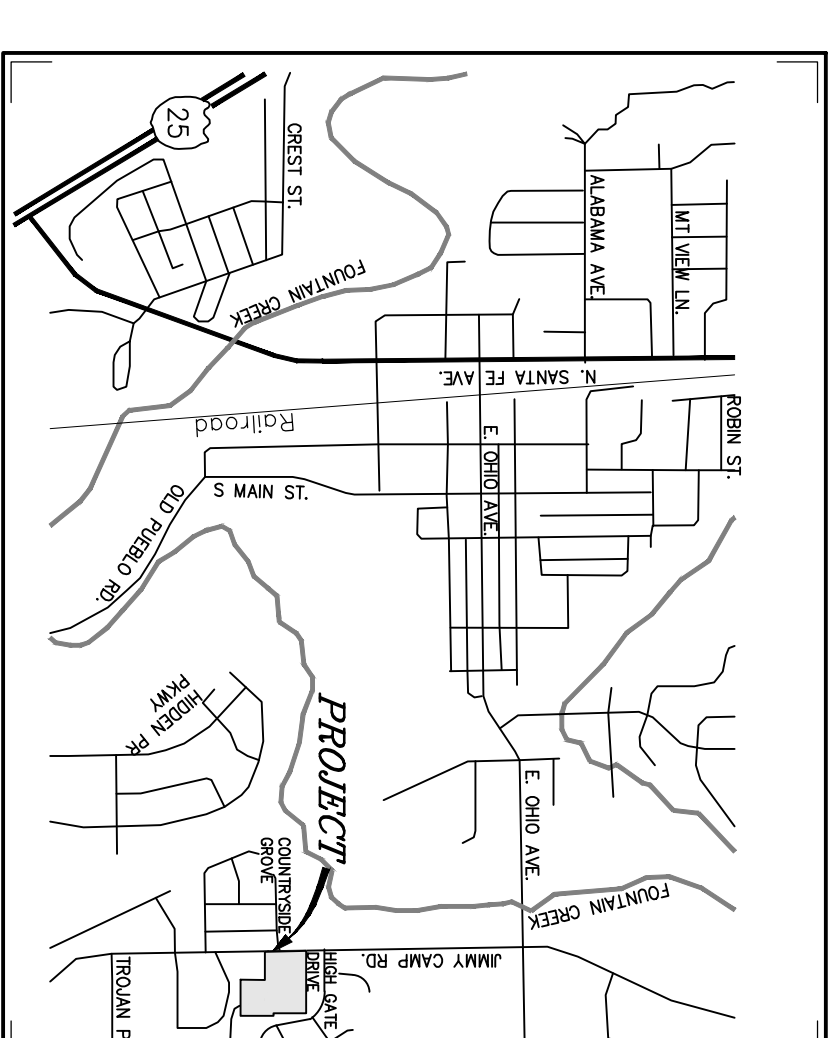 25
CREST ST.
FOUNTAIN CREEK
ALABAMA AVE.
MT VIEW LN.
N. SANTA FE AVE.
Railroad
ROBIN ST.
E. OHIO AVE.
S MAIN ST.
OLD PUEBLO RD.
HIDDEN PR
PKWY
PROJECT
E. OHIO AVE.
COUNTRYSIDE
GROVE
FOUNTAIN CREEK
JIMMY CAMP RD.
HIGH GATE
DRIVE
TROJAN P